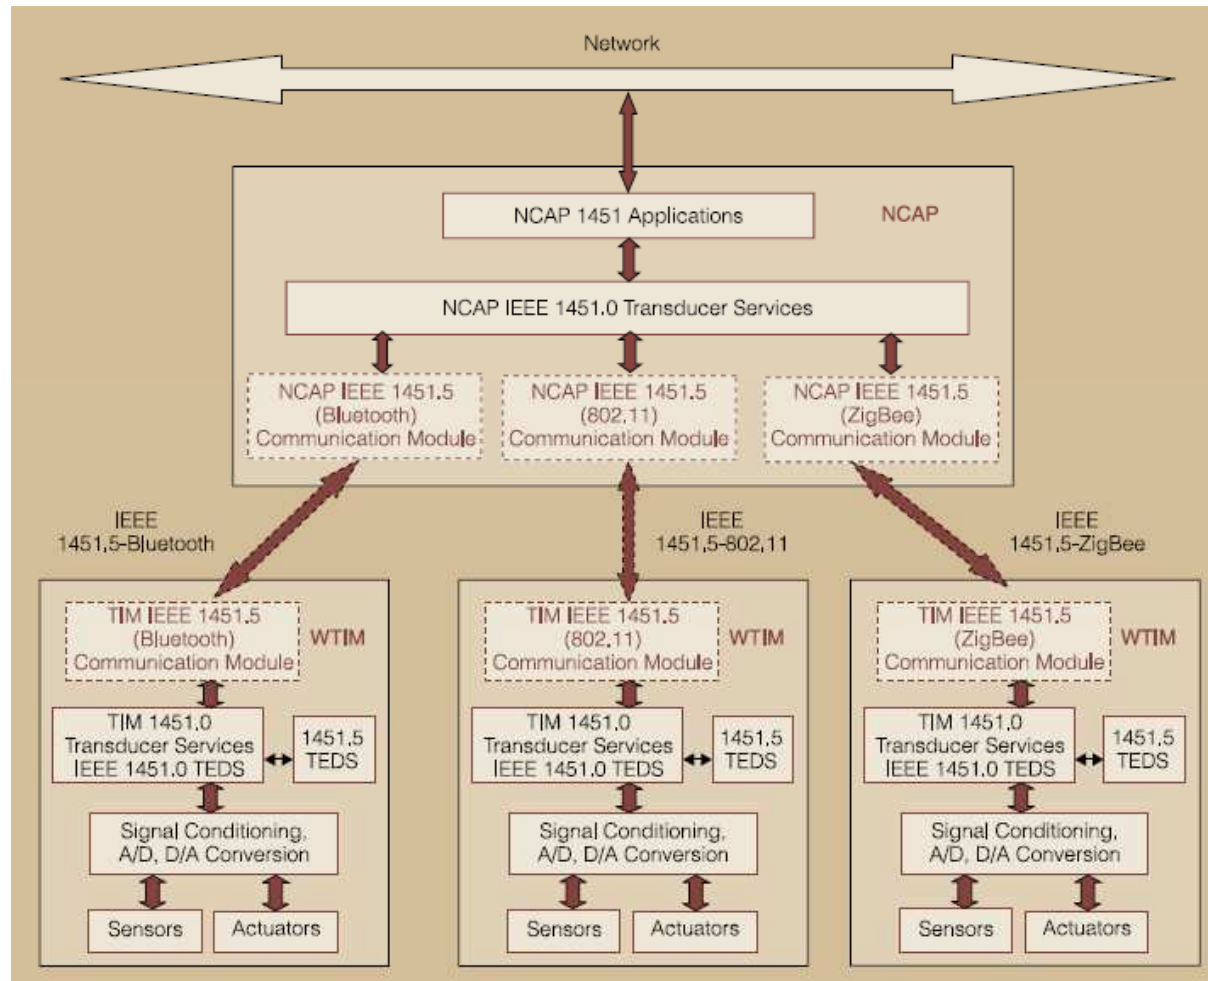 Network
NCAP 1451 Applications
NCAP
NCAP IEEE 1451.0 Transducer Services
NCAP IEEE 1451.5
(Bluetooth)
Communication Module
NCAP IEEE 1451.5
(802.11)
Communication Module
NCAP IEEE 1451.5
(ZigBee)
Communication Module
IEEE
1451.5-Bluetooth
IEEE
1451.5-802.11
IEEE
1451.5-ZigBee
TIM IEEE 1451.5
(Bluetooth)
Communication Module
WTIM
TIM 1451.0
Transducer Services
IEEE 1451.0 TEDS
1451.5
TEDS
Signal Conditioning,
A/D, D/A Conversion
Sensors
Actuators
TIM IEEE 1451.5
(802.11)
Communication Module
WTIM
TIM 1451.0
Transducer Services
IEEE 1451.0 TEDS
1451.5
TEDS
Signal Conditioning,
A/D, D/A Conversion
Sensors
Actuators
TIM IEEE 1451.5
(ZigBee)
Communication Module
WTIM
TIM 1451.0
Transducer Services
IEEE 1451.0 TEDS
1451.5
TEDS
Signal Conditioning,
A/D, D/A Conversion
Sensors
Actuators